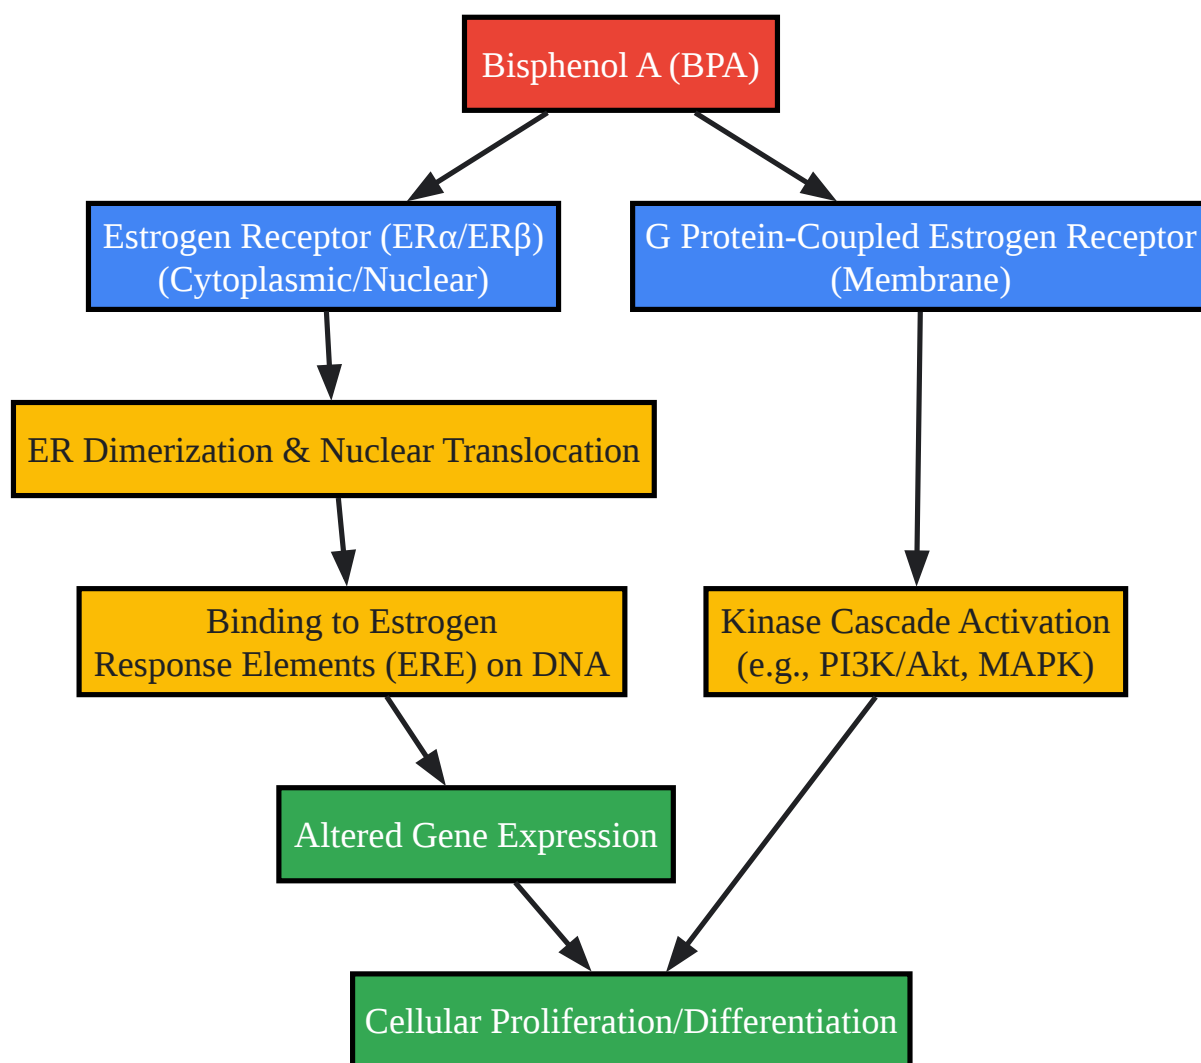 Bisphenol A (BPA)
Estrogen Receptor (ERα/ERβ)
(Cytoplasmic/Nuclear)
G Protein-Coupled Estrogen Receptor
(Membrane)
ER Dimerization & Nuclear Translocation
Binding to Estrogen
Response Elements (ERE) on DNA
Kinase Cascade Activation
(e.g., PI3K/Akt, MAPK)
Altered Gene Expression
Cellular Proliferation/Differentiation